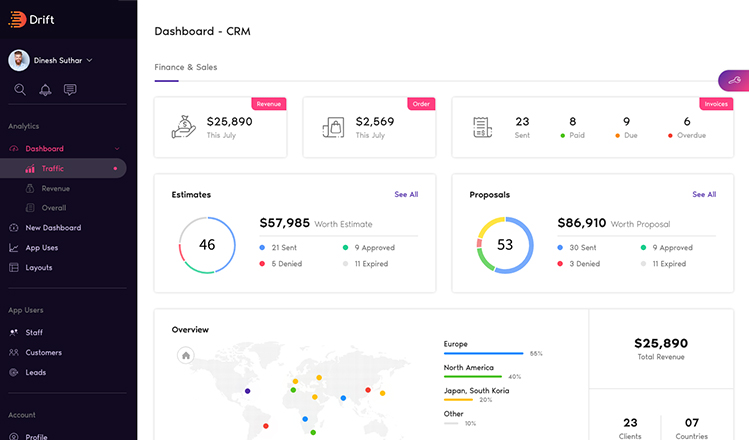 Drift
Dinesh Suthar
Analytics
Dashboard
Traffic
Revenue
Overall
New Dashboard
App Uses
Layouts
App Users
Staff
Customers
Leads
Account
Profile
Dashboard - CRM
Finance & Sales
Revenue
$25,890
This July
Order
$2,569
This July
Invoices
23 8 9 6
Sent Paid Due Overdue
Estimates See All
46
$57,985 Worth Estimate
21 Sent 9 Approved
5 Denied 11 Expired
Proposals See All
53
$86,910 Worth Proposal
30 Sent 9 Approved
3 Denied 11 Expired
Overview
Europe
55%
North America
40%
Japan, South Koria
20%
Other
10%
$25,890
Total Revenue
23 07
Clients Countries